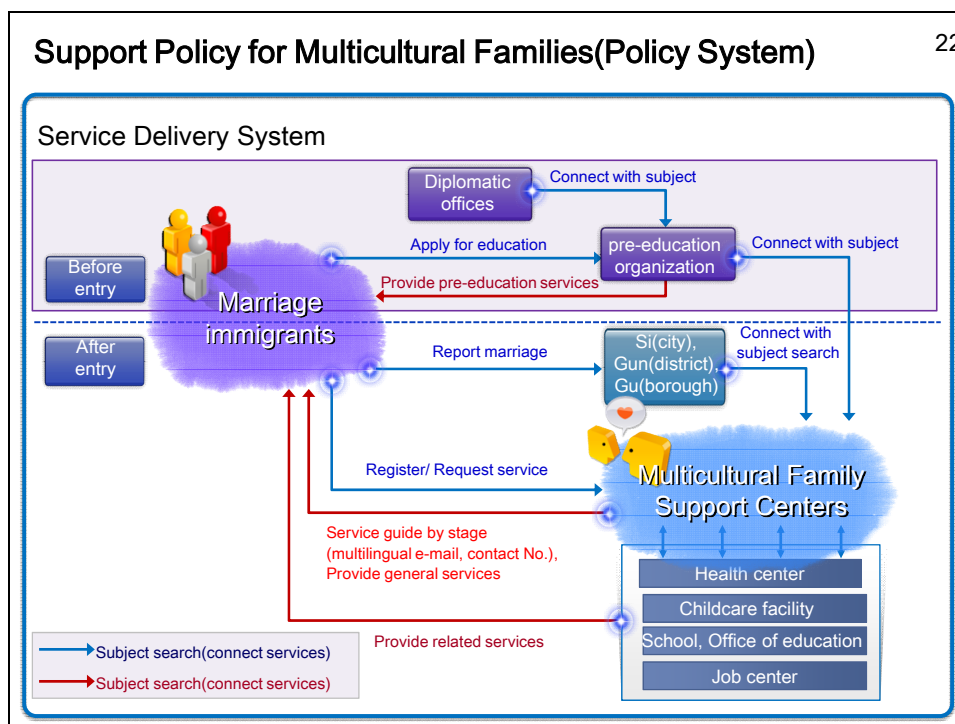 Support Policy for Multicultural Families(Policy System)
22
Service Delivery System
Diplomatic
offices
Connect with subject
Apply for education
pre-education
organization
Connect with subject
Before
entry
Provide pre-education services
Marriage
immigrants
After
entry
Report marriage
Si(city),
Gun(district),
Gu(borough)
Connect with
subject search
Register/ Request service
Multicultural Family
Support Centers
Service guide by stage
(multilingual e-mail, contact No.),
Provide general services
Health center
Childcare facility
School, Office of education
Job center
Provide related services
Subject search(connect services)
Subject search(connect services)